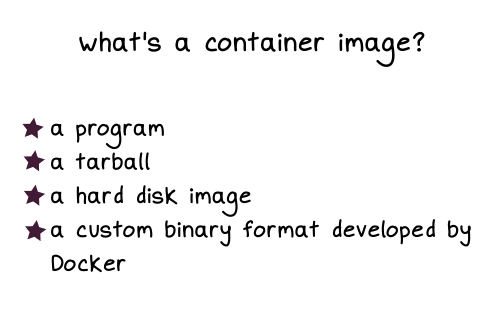 what's a container image?
★ a program
★ a tarball
★ a hard disk image
★ a custom binary format developed by
Docker